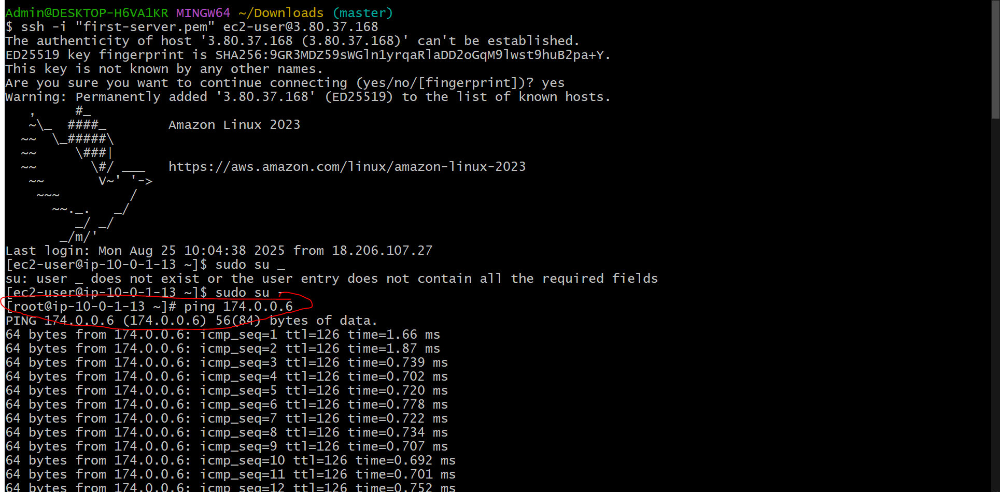 Admin@DESKTOP-H6VA1KR MINGW64 ~/Downloads (master)
$ ssh -i "first-server.pem" ec2-user@3.80.37.168
The authenticity of host '3.80.37.168 (3.80.37.168)' can't be established.
ED25519 key fingerprint is SHA256:9GR3MDZ59sWGln1yrqaRlaDD2oGqM9lwst9huB2pa+Y.
This key is not known by any other names.
Are you sure you want to continue connecting (yes/no/[fingerprint])? yes
Warning: Permanently added '3.80.37.168' (ED25519) to the list of known hosts.
   ,     #_
   ~\_  ####_        Amazon Linux 2023
  ~~  \_#####\
  ~~     \###|
  ~~       \#/ ___   https://aws.amazon.com/linux/amazon-linux-2023
   ~~       V~' '->
    ~~~         /
      ~~._.   _/
         _/ _/
       _/m/'
Last login: Mon Aug 25 10:04:38 2025 from 18.206.107.27
[ec2-user@ip-10-0-1-13 ~]$ sudo su _
su: user _ does not exist or the user entry does not contain all the required fields
[ec2-user@ip-10-0-1-13 ~]$ sudo su -
[root@ip-10-0-1-13 ~]# ping 174.0.0.6
PING 174.0.0.6 (174.0.0.6) 56(84) bytes of data.
64 bytes from 174.0.0.6: icmp_seq=1 ttl=126 time=1.66 ms
64 bytes from 174.0.0.6: icmp_seq=2 ttl=126 time=1.87 ms
64 bytes from 174.0.0.6: icmp_seq=3 ttl=126 time=0.739 ms
64 bytes from 174.0.0.6: icmp_seq=4 ttl=126 time=0.702 ms
64 bytes from 174.0.0.6: icmp_seq=5 ttl=126 time=0.720 ms
64 bytes from 174.0.0.6: icmp_seq=6 ttl=126 time=0.778 ms
64 bytes from 174.0.0.6: icmp_seq=7 ttl=126 time=0.722 ms
64 bytes from 174.0.0.6: icmp_seq=8 ttl=126 time=0.734 ms
64 bytes from 174.0.0.6: icmp_seq=9 ttl=126 time=0.707 ms
64 bytes from 174.0.0.6: icmp_seq=10 ttl=126 time=0.692 ms
64 bytes from 174.0.0.6: icmp_seq=11 ttl=126 time=0.701 ms
64 bytes from 174.0.0.6: icmp_seq=12 ttl=126 time=0.752 ms